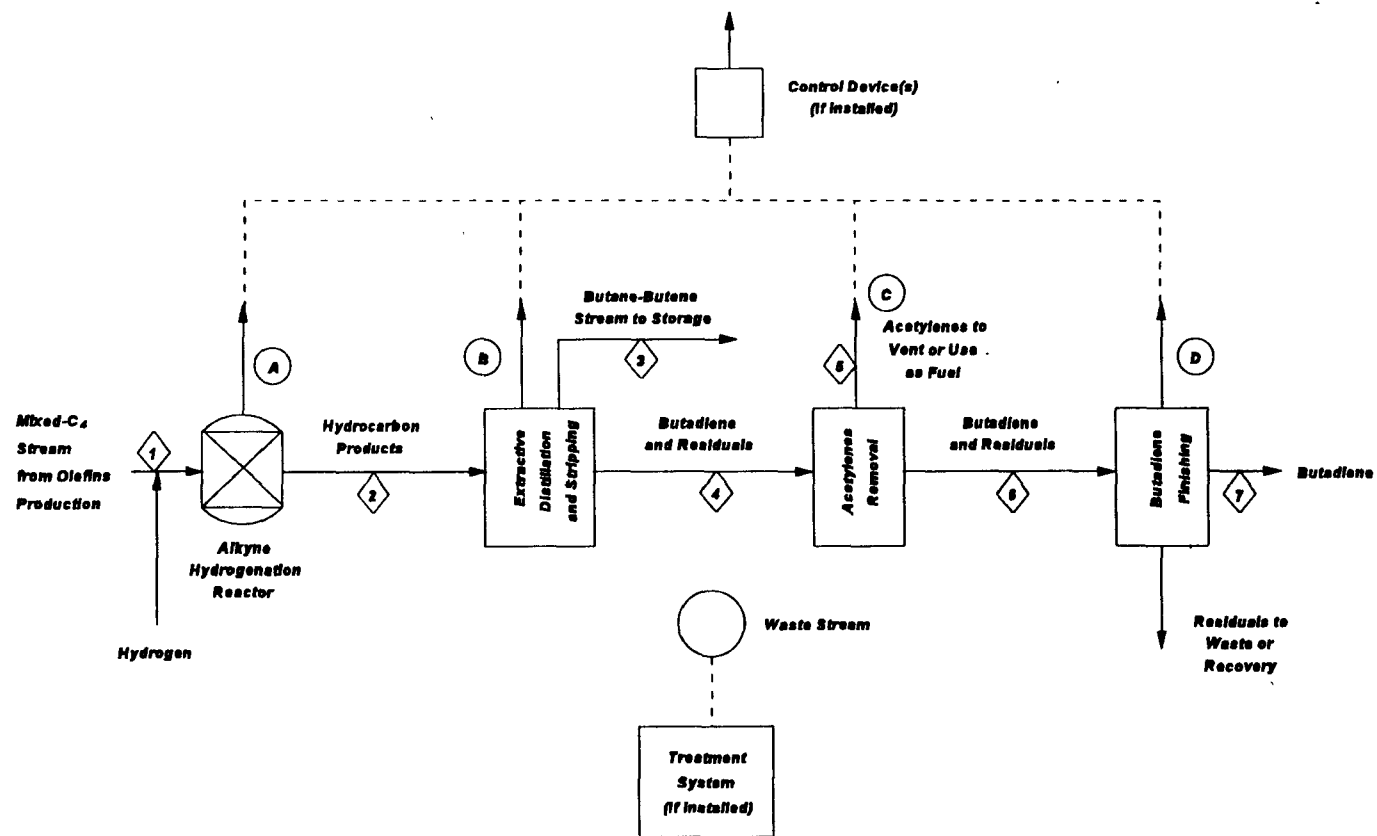 Control Device(s)
(if installed)
Butene-Butene
Stream to Storage
3
C
Acetylenes to
Vent or Use
as Fuel
5
A
B
D
Mixed-C4
Stream
from Olefins
Production
1
Hydrocarbon
Products
2
Extractive
Distillation
and Stripping
Butadiene
and Residuals
4
Acetylenes
Removal
Butadiene
and Residuals
6
Butadiene
Finishing
7
Butadiene
Alkyne
Hydrogenation
Reactor
Hydrogen
Waste Stream
Residuals to
Waste or
Recovery
Treatment
System
(if installed)